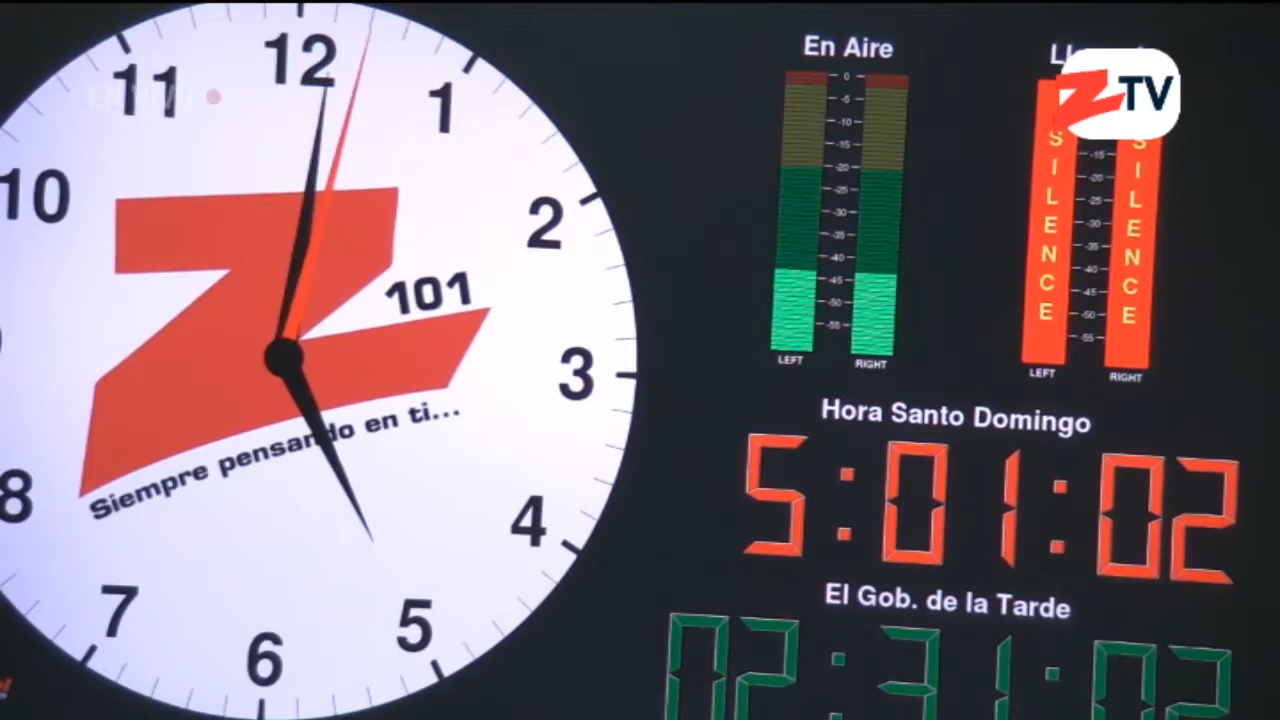 En Aire
Z TV
12
11
1
10
2
Z 101
3
Siempre pensando en ti...
8
4
7
5
6
0
-5
-10
-15
-20
-25
-30
-35
-40
-45
-50
-55
LEFT
RIGHT
SILENCE
SILENCE
-15
-20
-25
-30
-35
-40
-45
-50
-55
LEFT
RIGHT
Hora Santo Domingo
5:01:02
El Gob. de la Tarde
02:31:02